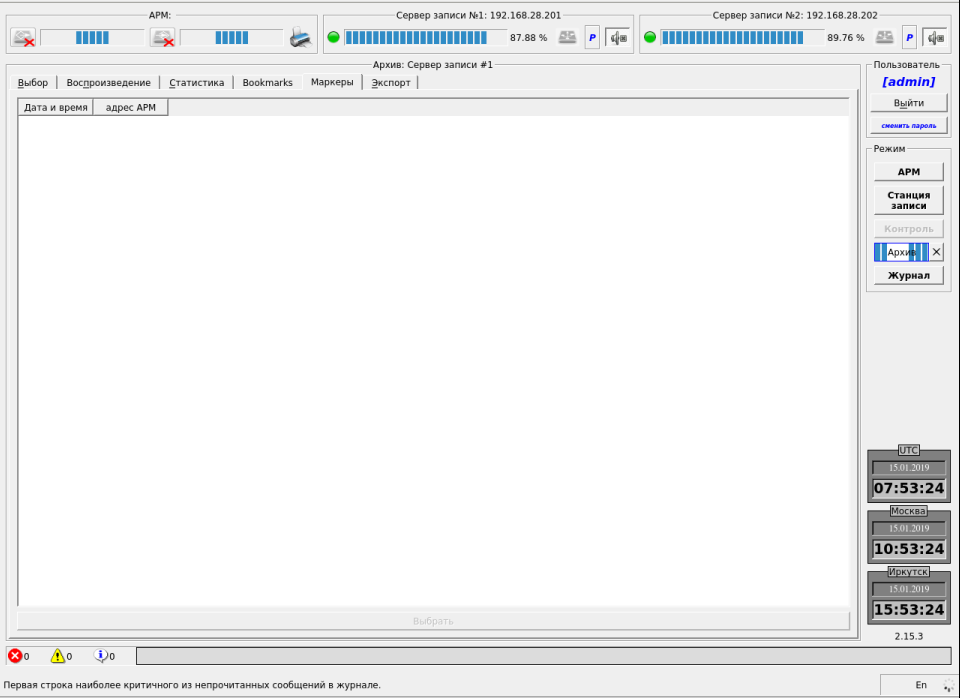 АРМ:
Сервер записи №1: 192.168.28.201
87.88 %
P
Сервер записи №2: 192.168.28.202
89.76 %
P
Архив: Сервер записи #1
Выбор
Воспроизведение
Статистика
Bookmarks
Маркеры
Экспорт
Дата и время
адрес АРМ
Выбрать
Пользователь
[admin]
Выйти
сменить пароль
Режим
АРМ
Станция
записи
Контроль
Архив
Журнал
UTC
15.01.2019
07:53:24
Москва
15.01.2019
10:53:24
Иркутск
15.01.2019
15:53:24
2.15.3
0
0
0
Первая строка наиболее критичного из непрочитанных сообщений в журнале.
En